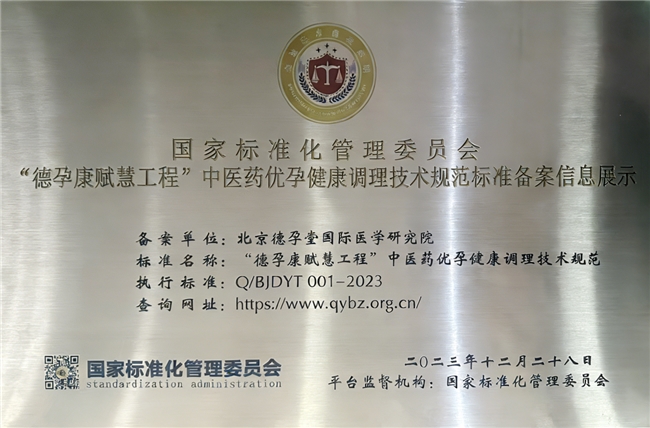 国家标准化管理委员会
“德孕康赋慧工程”中医药优孕健康调理技术规范标准备案信息展示
备案单位：北京德孕堂国际医学研究院
标准名称：“德孕康赋慧工程”中医药优孕健康调理技术规范
执行标准：Q/BJDYT 001-2023
查询网址：https://www.qybz.org.cn/
国家标准化管理委员会
standardization administration
二〇二三年十二月二十八日
平台监督机构：国家标准化管理委员会